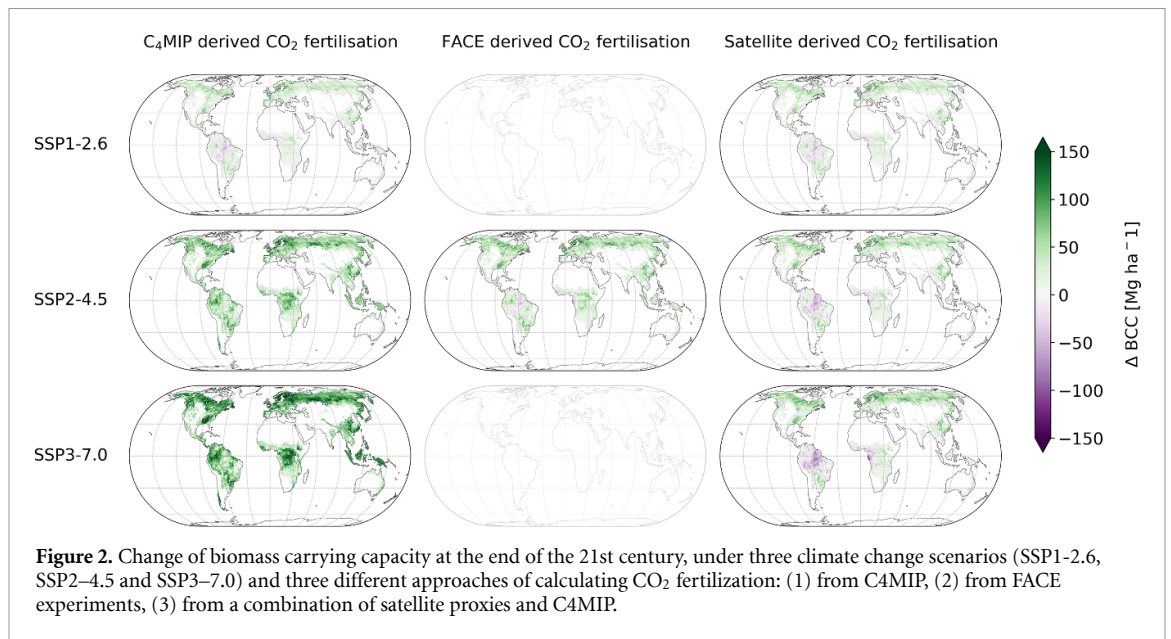 C₄MIP derived CO₂ fertilisation
FACE derived CO₂ fertilisation
Satellite derived CO₂ fertilisation
SSP1-2.6
SSP2-4.5
SSP3-7.0
150
100
50
0
−50
−100
−150
Δ BCC [Mg ha⁻1]
Figure 2. Change of biomass carrying capacity at the end of the 21st century, under three climate change scenarios (SSP1-2.6,
SSP2–4.5 and SSP3–7.0) and three different approaches of calculating CO₂ fertilization: (1) from C4MIP, (2) from FACE
experiments, (3) from a combination of satellite proxies and C4MIP.